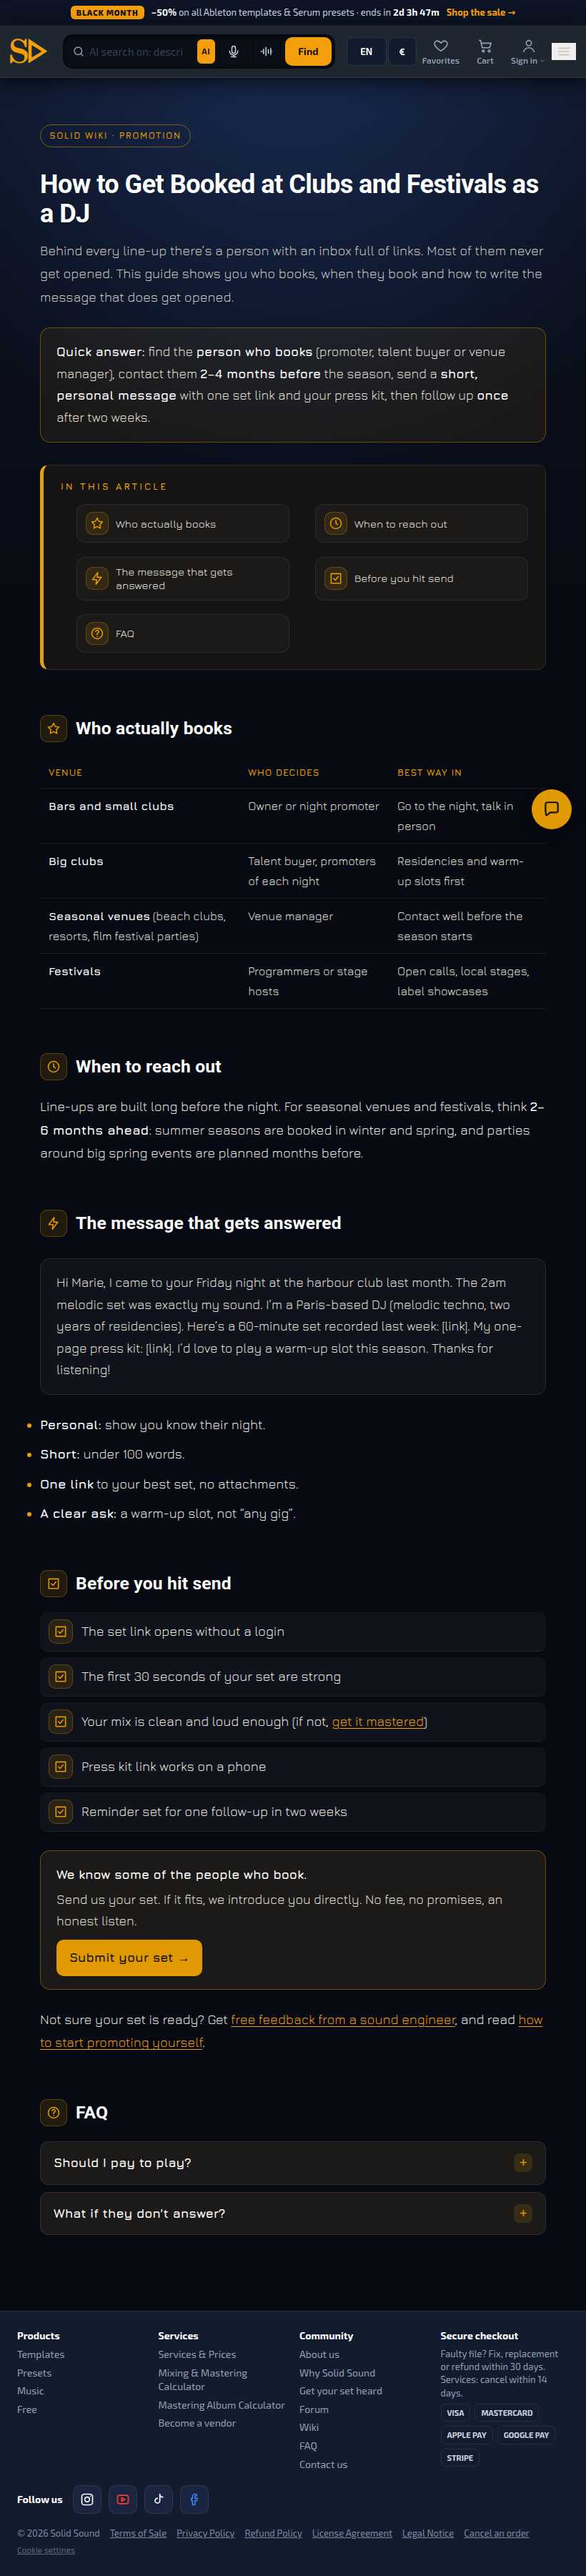 BLACK MONTH −50% on all Ableton templates & Serum presets · ends in 2d 3h 47m Shop the sale →
AI search on: descri AI Find EN € Favorites Cart Sign in
SOLID WIKI · PROMOTION
How to Get Booked at Clubs and Festivals as
a DJ
Behind every line-up there's a person with an inbox full of links. Most of them never
get opened. This guide shows you who books, when they book and how to write the
message that does get opened.
Quick answer: find the person who books (promoter, talent buyer or venue
manager), contact them 2–4 months before the season, send a short,
personal message with one set link and your press kit, then follow up once
after two weeks.
IN THIS ARTICLE
Who actually books
When to reach out
The message that gets
answered
Before you hit send
FAQ
Who actually books
VENUE WHO DECIDES BEST WAY IN
Bars and small clubs Owner or night promoter Go to the night, talk in
person
Big clubs Talent buyer, promoters Residencies and warm-
of each night up slots first
Seasonal venues (beach clubs, Venue manager Contact well before the
resorts, film festival parties) season starts
Festivals Programmers or stage Open calls, local stages,
hosts label showcases
When to reach out
Line-ups are built long before the night. For seasonal venues and festivals, think 2–
6 months ahead: summer seasons are booked in winter and spring, and parties
around big spring events are planned months before.
The message that gets answered
Hi Marie, I came to your Friday night at the harbour club last month. The 2am
melodic set was exactly my sound. I'm a Paris-based DJ (melodic techno, two
years of residencies). Here's a 60-minute set recorded last week: [link]. My one-
page press kit: [link]. I'd love to play a warm-up slot this season. Thanks for
listening!
Personal: show you know their night.
Short: under 100 words.
One link to your best set, no attachments.
A clear ask: a warm-up slot, not "any gig".
Before you hit send
The set link opens without a login
The first 30 seconds of your set are strong
Your mix is clean and loud enough (if not, get it mastered)
Press kit link works on a phone
Reminder set for one follow-up in two weeks
We know some of the people who book.
Send us your set. If it fits, we introduce you directly. No fee, no promises, an
honest listen.
Submit your set →
Not sure your set is ready? Get free feedback from a sound engineer, and read how
to start promoting yourself.
FAQ
Should I pay to play? +
What if they don't answer? +
Products
Templates
Presets
Music
Free
Services
Services & Prices
Mixing & Mastering
Calculator
Mastering Album Calculator
Become a vendor
Community
About us
Why Solid Sound
Get your set heard
Forum
Wiki
FAQ
Contact us
Secure checkout
Faulty file? Fix, replacement
or refund within 30 days.
Services: cancel within 14
days.
VISA MASTERCARD
APPLE PAY GOOGLE PAY
STRIPE
Follow us
© 2026 Solid Sound Terms of Sale Privacy Policy Refund Policy License Agreement Legal Notice Cancel an order
Cookie settings